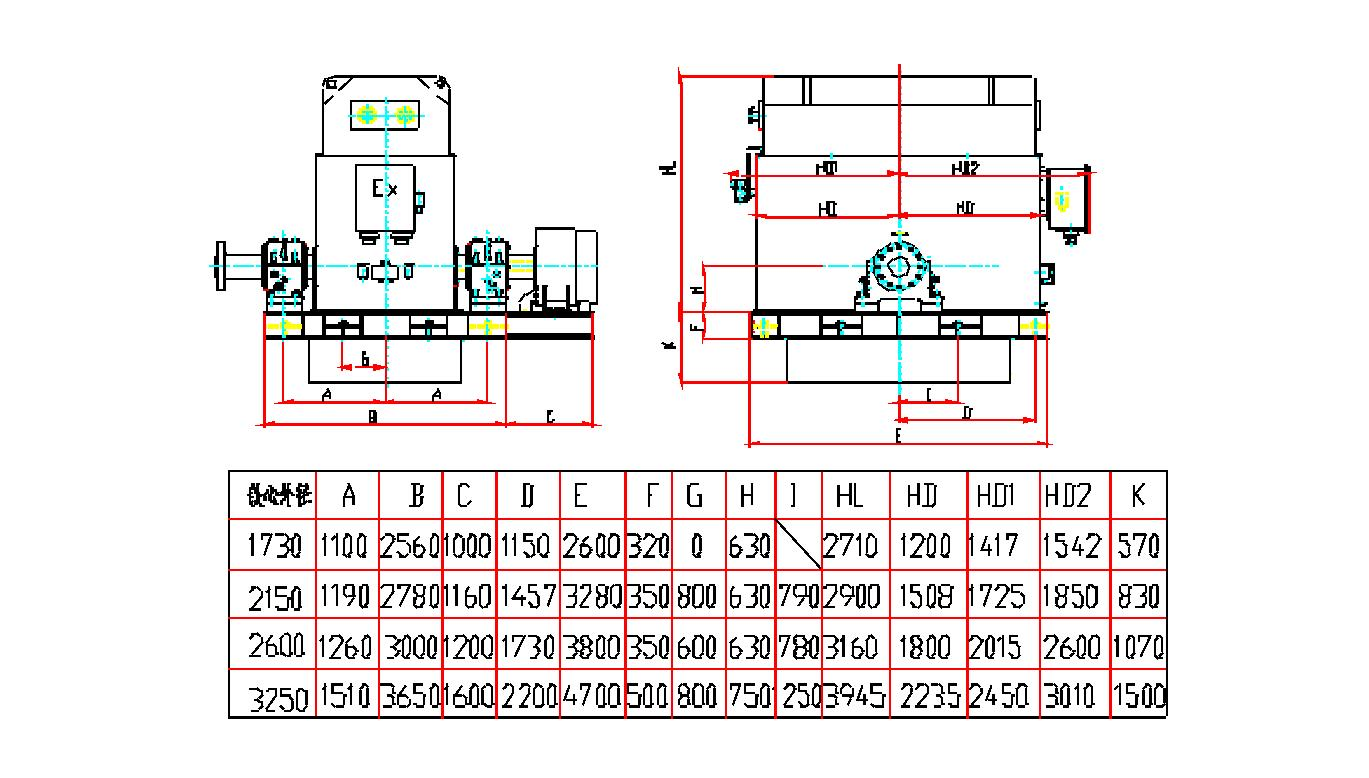 HL
HD1 HD2
Ex
HD HD
H
F
K
G
A A
I
B C
D
E
铁心外径 A B C D E F G H I HL HD HD1 HD2 K
1730 1100 2560 1000 1150 2600 320 0 630 2710 1200 1417 1542 570
2150 1190 2780 1160 1457 3280 350 800 630 790 2900 1508 1725 1850 830
2600 1260 3000 1200 1730 3800 350 600 630 780 3160 1800 2015 2600 1070
3250 1510 3650 1600 2200 4700 500 800 750 1250 3945 2235 2450 3010 1500